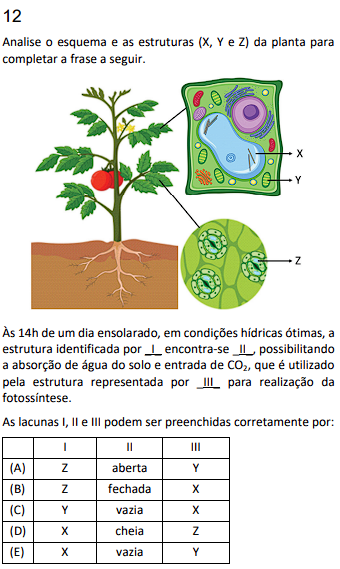 12
Analise o esquema e as estruturas (X, Y e Z) da planta para
completar a frase a seguir.
X
Y
Z
Às 14h de um dia ensolarado, em condições hídricas ótimas, a
estrutura identificada por _I_ encontra-se _II_, possibilitando
a absorção de água do solo e entrada de CO₂, que é utilizado
pela estrutura representada por _III_ para realização da
fotossíntese.
As lacunas I, II e III podem ser preenchidas corretamente por:
I II III
(A) Z aberta Y
(B) Z fechada X
(C) Y vazia X
(D) X cheia Z
(E) X vazia Y